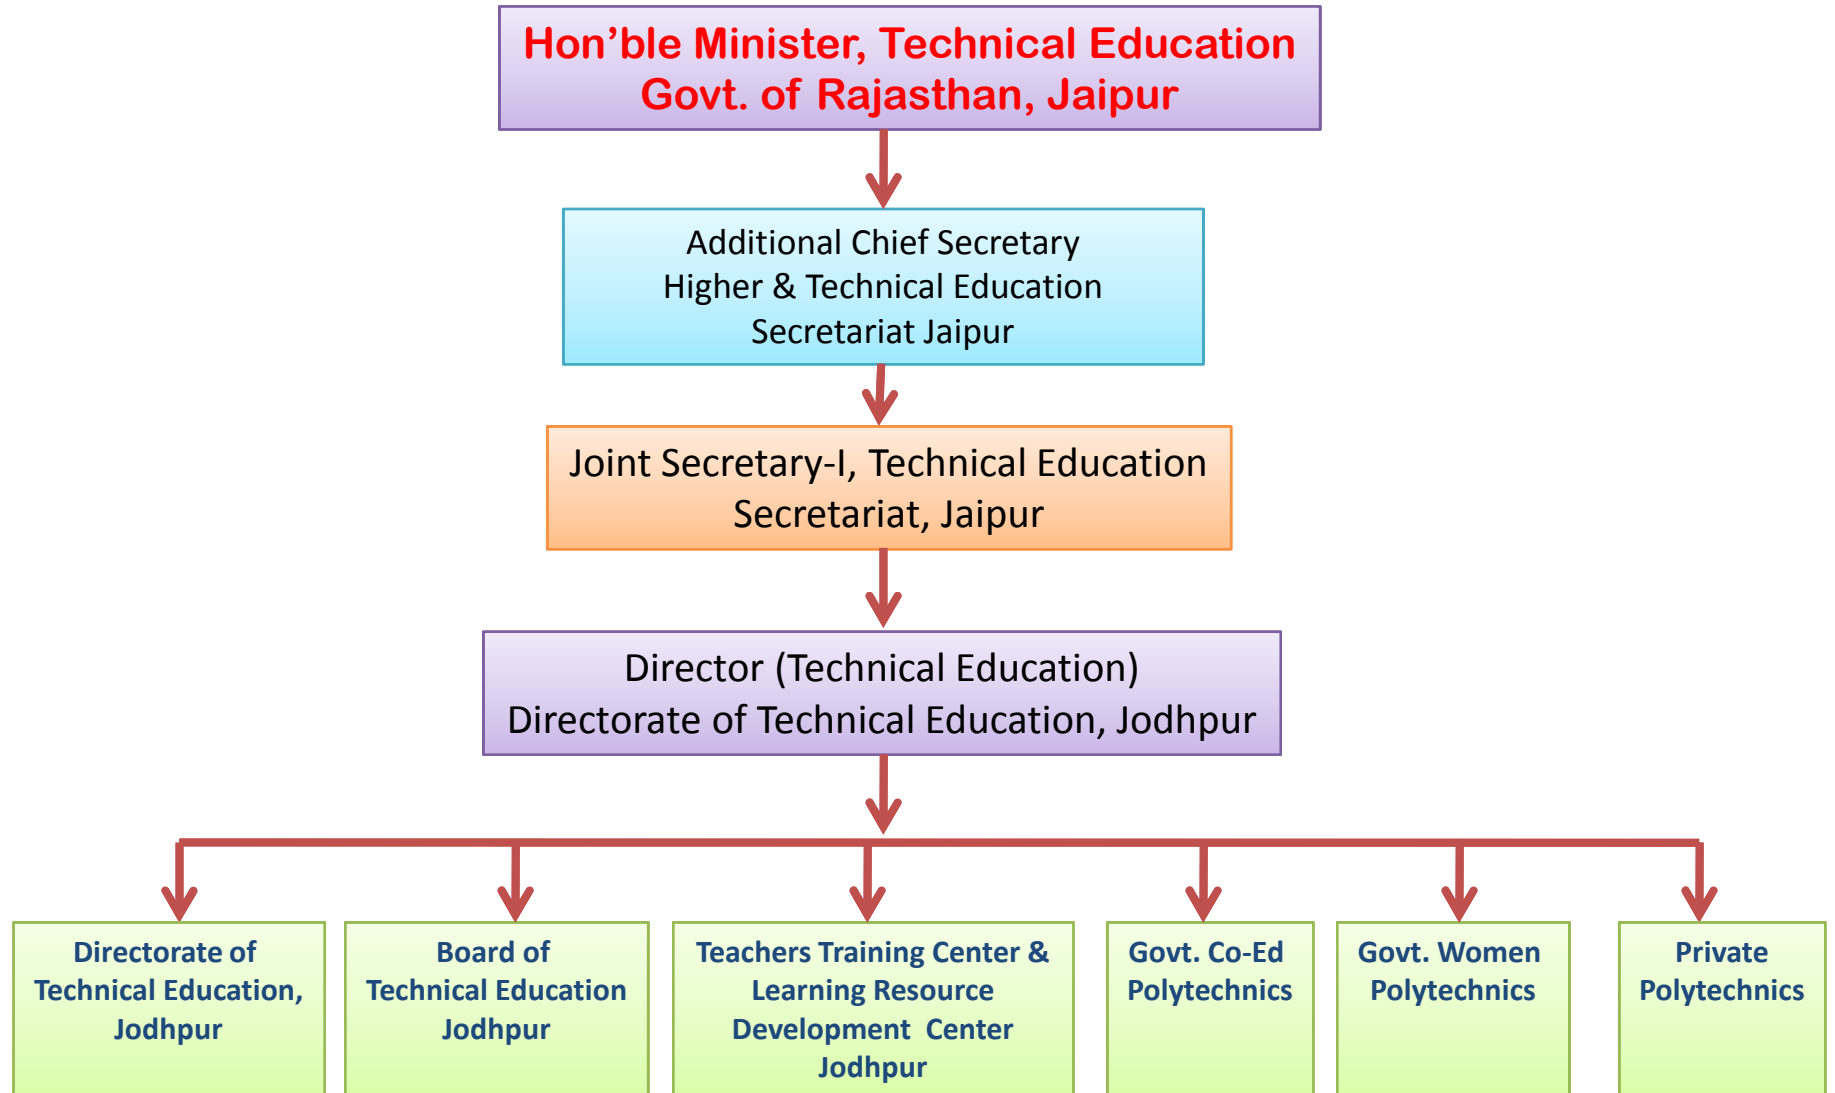 Hon’ble Minister, Technical Education
Govt. of Rajasthan, Jaipur
Additional Chief Secretary
Higher & Technical Education
Secretariat Jaipur
Joint Secretary-I, Technical Education
Secretariat, Jaipur
Director (Technical Education)
Directorate of Technical Education, Jodhpur
Directorate of
Technical Education,
Jodhpur
Board of
Technical Education
Jodhpur
Teachers Training Center &
Learning Resource
Development Center
Jodhpur
Govt. Co-Ed
Polytechnics
Govt. Women
Polytechnics
Private
Polytechnics